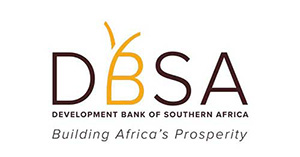 DBSA
DEVELOPMENT BANK OF SOUTHERN AFRICA
Building Africa's Prosperity